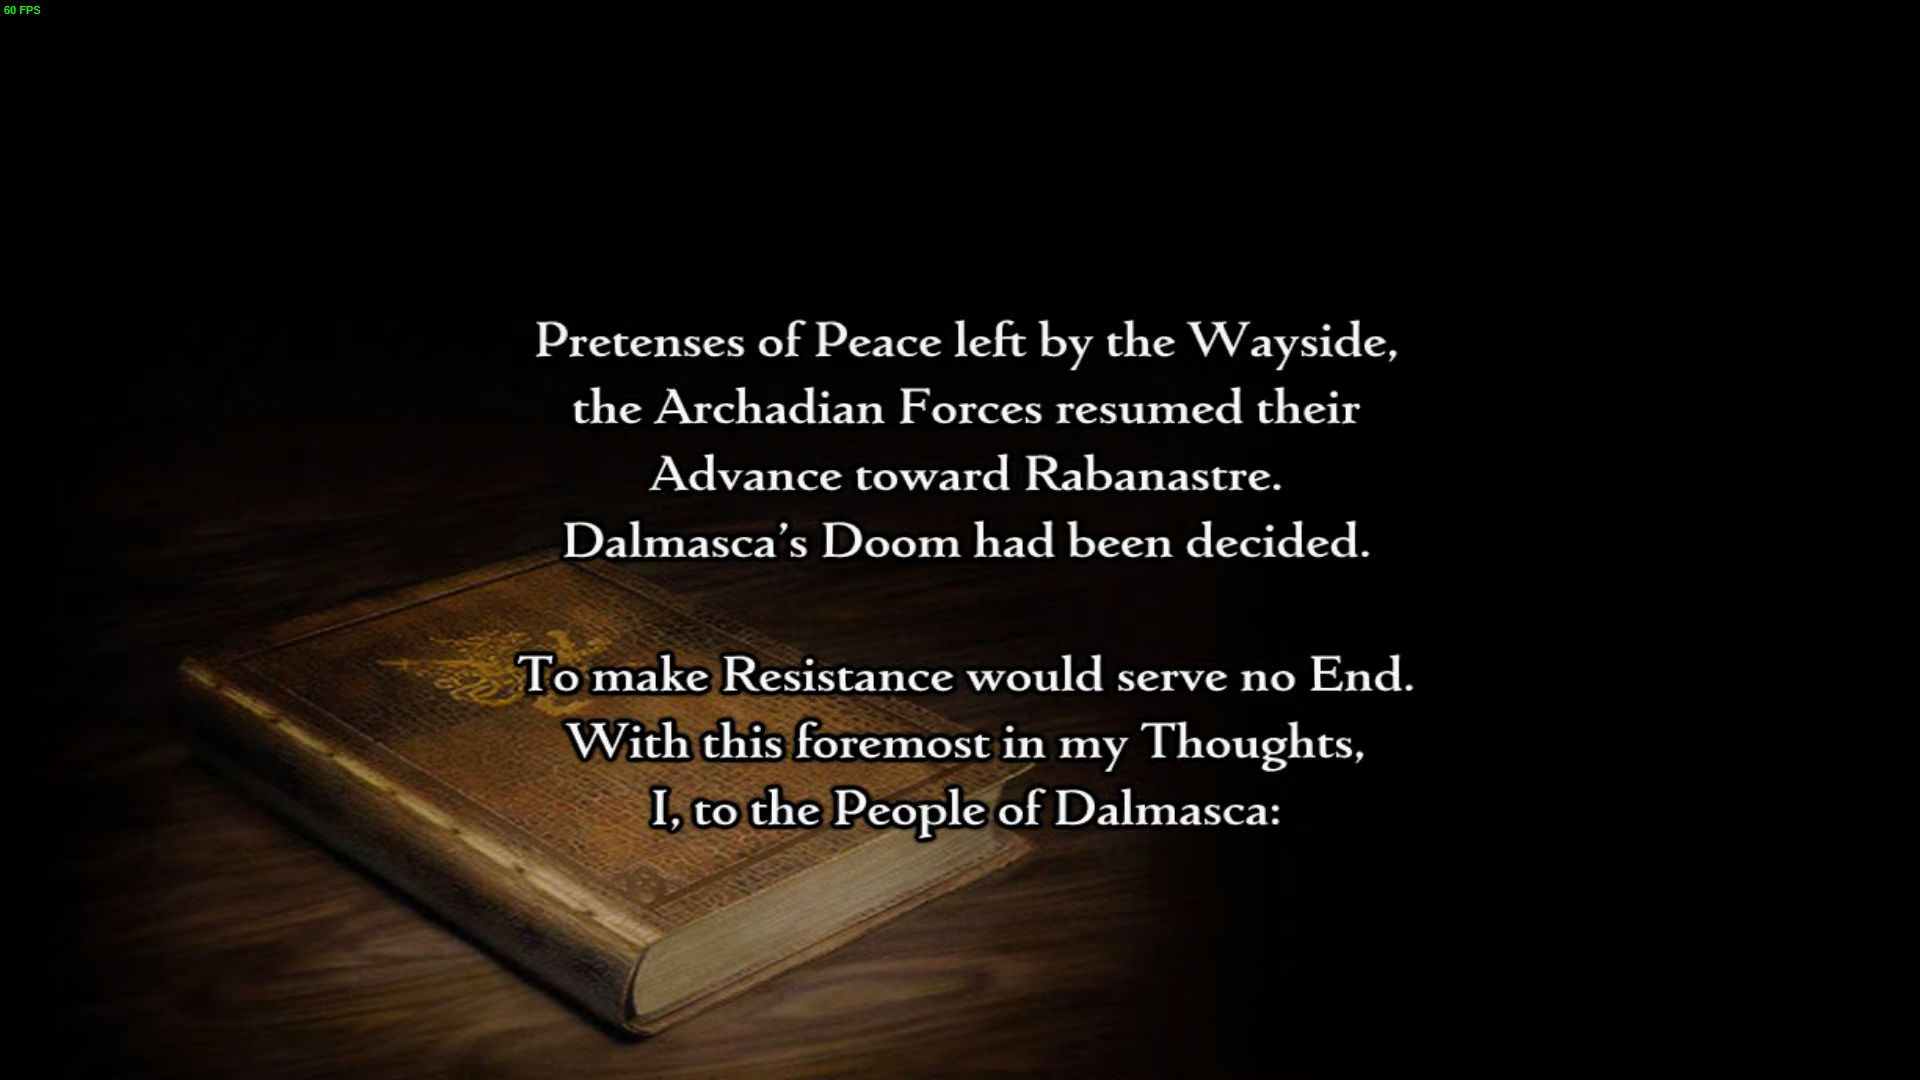 60 FPS
Pretenses of Peace left by the Wayside,
the Archadian Forces resumed their
Advance toward Rabanastre.
Dalmasca’s Doom had been decided.
To make Resistance would serve no End.
With this foremost in my Thoughts,
I, to the People of Dalmasca: